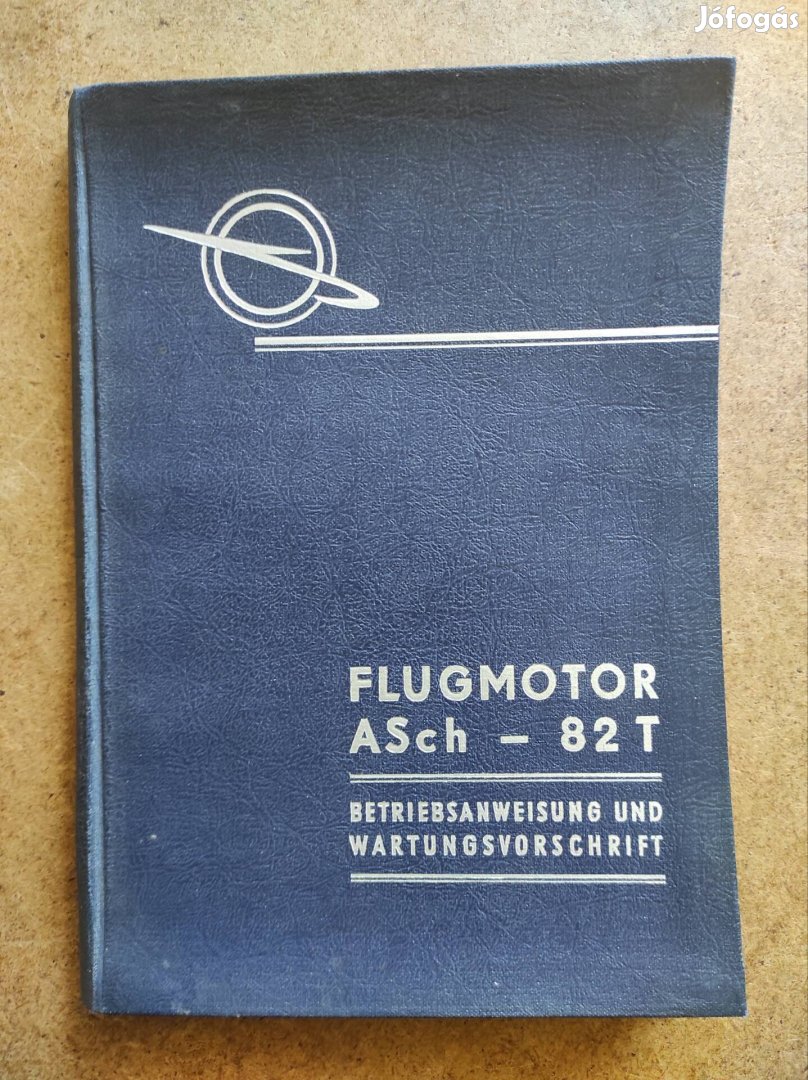 Jófogás
FLUGMOTOR
ASch – 82 T
BETRIEBSANWEISUNG UND
WARTUNGSVORSCHRIFT